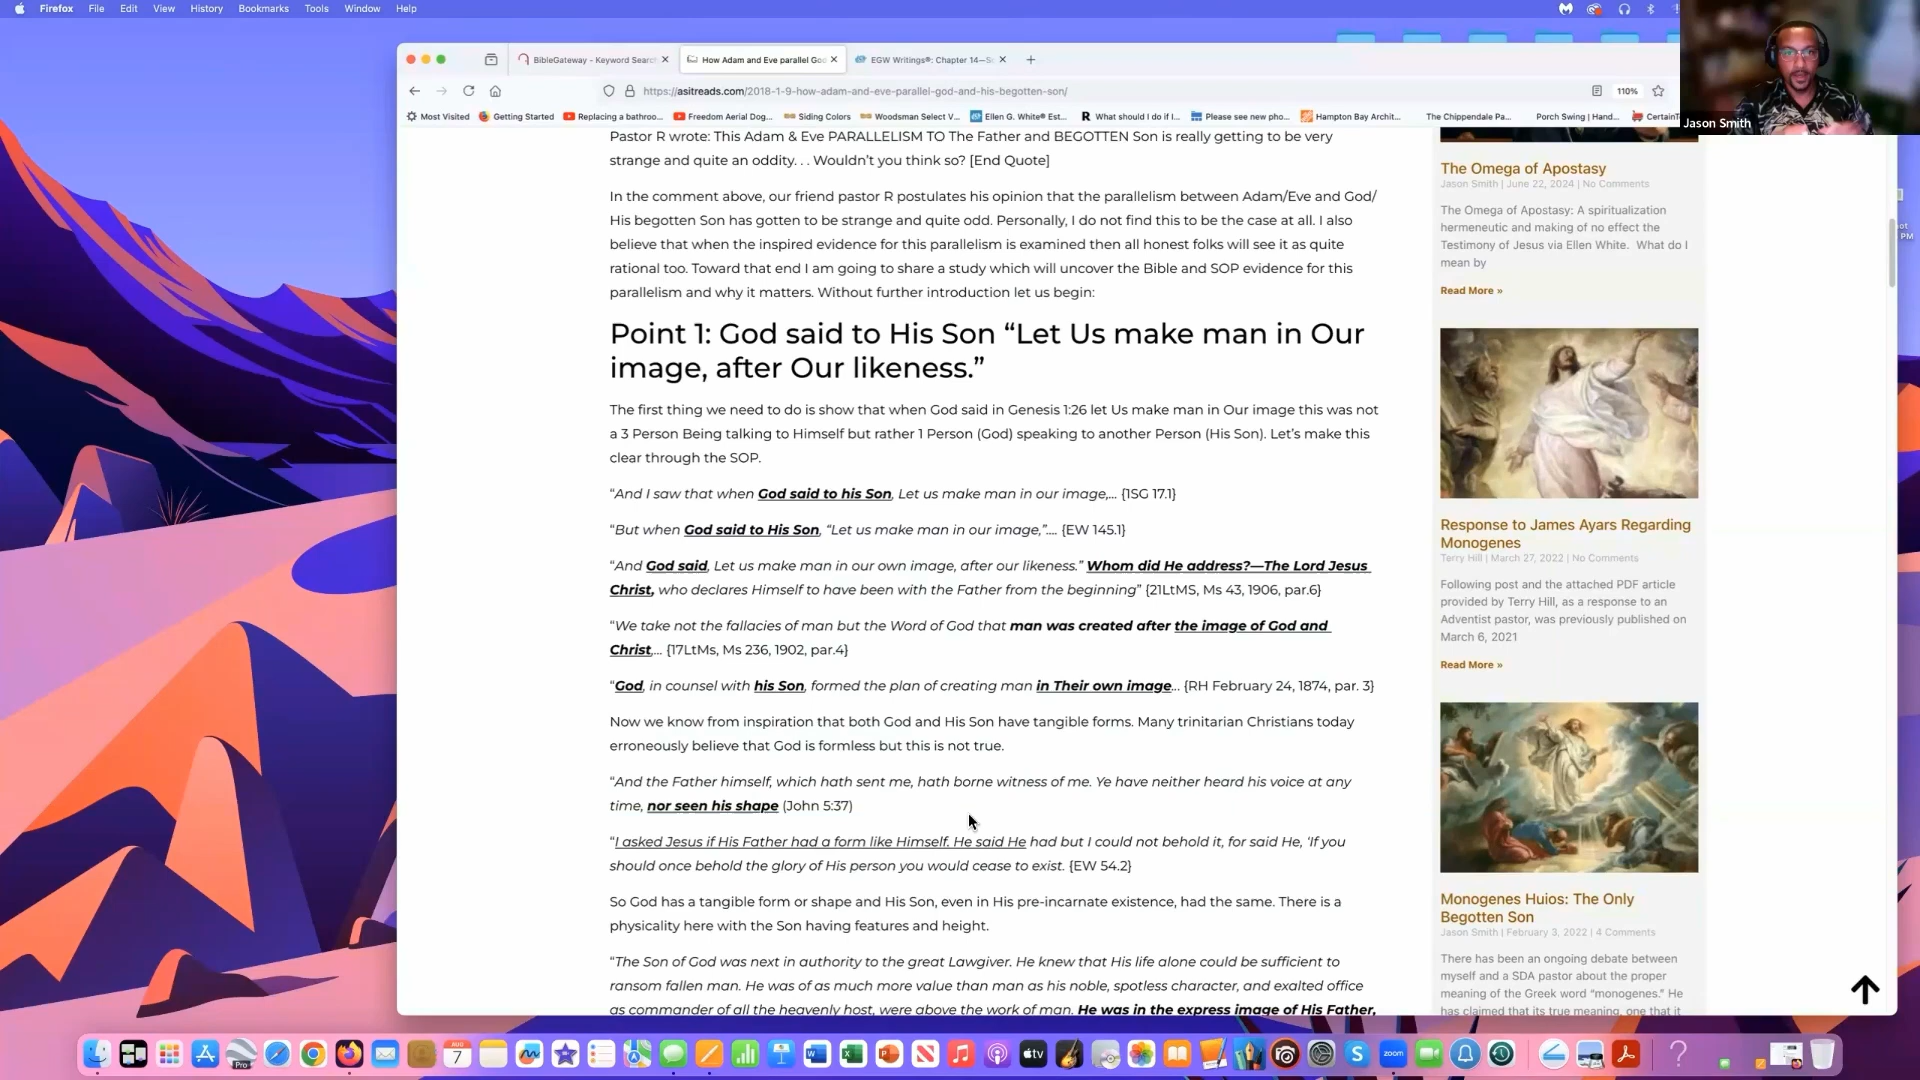 Firefox File Edit View History Bookmarks Tools Window Help
BibleGateway - Keyword Search
How Adam and Eve parallel God
EGW Writings®: Chapter 14—S
https://asitreads.com/2018-1-9-how-adam-and-eve-parallel-god-and-his-begotten-son/
110%
Most Visited Getting Started Replacing a bathroo... Freedom Aerial Dog... Siding Colors Woodsman Select V... Ellen G. White® Est... What should I do if I... Please see new pho... Hampton Bay Archit... The Chippendale Pa... Porch Swing | Hand... CertainT
Jason Smith
Pastor R wrote: This Adam & Eve PARALLELISM TO The Father and BEGOTTEN Son is really getting to be very
strange and quite an oddity. . . Wouldn't you think so? [End Quote]
In the comment above, our friend pastor R postulates his opinion that the parallelism between Adam/Eve and God/
His begotten Son has gotten to be strange and quite odd. Personally, I do not find this to be the case at all. I also
believe that when the inspired evidence for this parallelism is examined then all honest folks will see it as quite
rational too. Toward that end I am going to share a study which will uncover the Bible and SOP evidence for this
parallelism and why it matters. Without further introduction let us begin:
Point 1: God said to His Son “Let Us make man in Our
image, after Our likeness.”
The first thing we need to do is show that when God said in Genesis 1:26 let Us make man in Our image this was not
a 3 Person Being talking to Himself but rather 1 Person (God) speaking to another Person (His Son). Let's make this
clear through the SOP.
“And I saw that when God said to his Son, Let us make man in our image,... {1SG 17.1}
“But when God said to His Son, “Let us make man in our image,”.... {EW 145.1}
“And God said, Let us make man in our own image, after our likeness.” Whom did He address?—The Lord Jesus
Christ, who declares Himself to have been with the Father from the beginning” {21LtMS, Ms 43, 1906, par.6}
“We take not the fallacies of man but the Word of God that man was created after the image of God and
Christ,... {17LtMs, Ms 236, 1902, par.4}
“God, in counsel with his Son, formed the plan of creating man in Their own image... {RH February 24, 1874, par. 3}
Now we know from inspiration that both God and His Son have tangible forms. Many trinitarian Christians today
erroneously believe that God is formless but this is not true.
“And the Father himself, which hath sent me, hath borne witness of me. Ye have neither heard his voice at any
time, nor seen his shape (John 5:37)
“I asked Jesus if His Father had a form like Himself. He said He had but I could not behold it, for said He, ‘If you
should once behold the glory of His person you would cease to exist. {EW 54.2}
So God has a tangible form or shape and His Son, even in His pre-incarnate existence, had the same. There is a
physicality here with the Son having features and height.
“The Son of God was next in authority to the great Lawgiver. He knew that His life alone could be sufficient to
ransom fallen man. He was of as much more value than man as his noble, spotless character, and exalted office
as commander of all the heavenly host, were above the work of man. He was in the express image of His Father,
The Omega of Apostasy
Jason Smith | June 22, 2024 | No Comments
The Omega of Apostasy: A spiritualization
hermeneutic and making of no effect the
Testimony of Jesus via Ellen White. What do I
mean by
Read More »
Response to James Ayars Regarding
Monogenes
Terry Hill | March 27, 2022 | No Comments
Following post and the attached PDF article
provided by Terry Hill, as a response to an
Adventist pastor, was previously published on
March 6, 2021
Read More »
Monogenes Huios: The Only
Begotten Son
Jason Smith | February 3, 2022 | 4 Comments
There has been an ongoing debate between
myself and a SDA pastor about the proper
meaning of the Greek word “monogenes.” He
has claimed that its true meaning, one that it
PM
Pro
AUG
7
tv
zoom